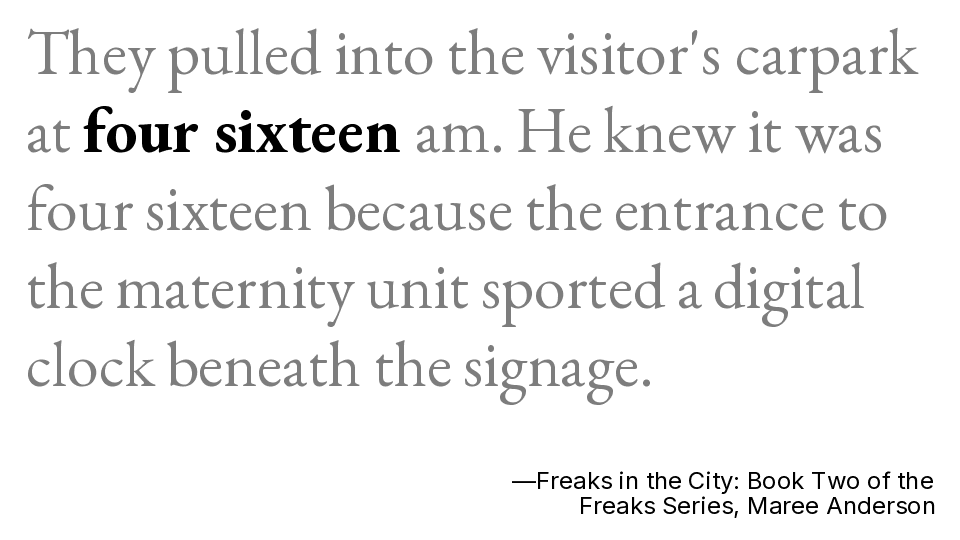 They pulled into the visitor's carpark
at four sixteen am. He knew it was
four sixteen because the entrance to
the maternity unit sported a digital
clock beneath the signage.
—Freaks in the City: Book Two of the
Freaks Series, Maree Anderson